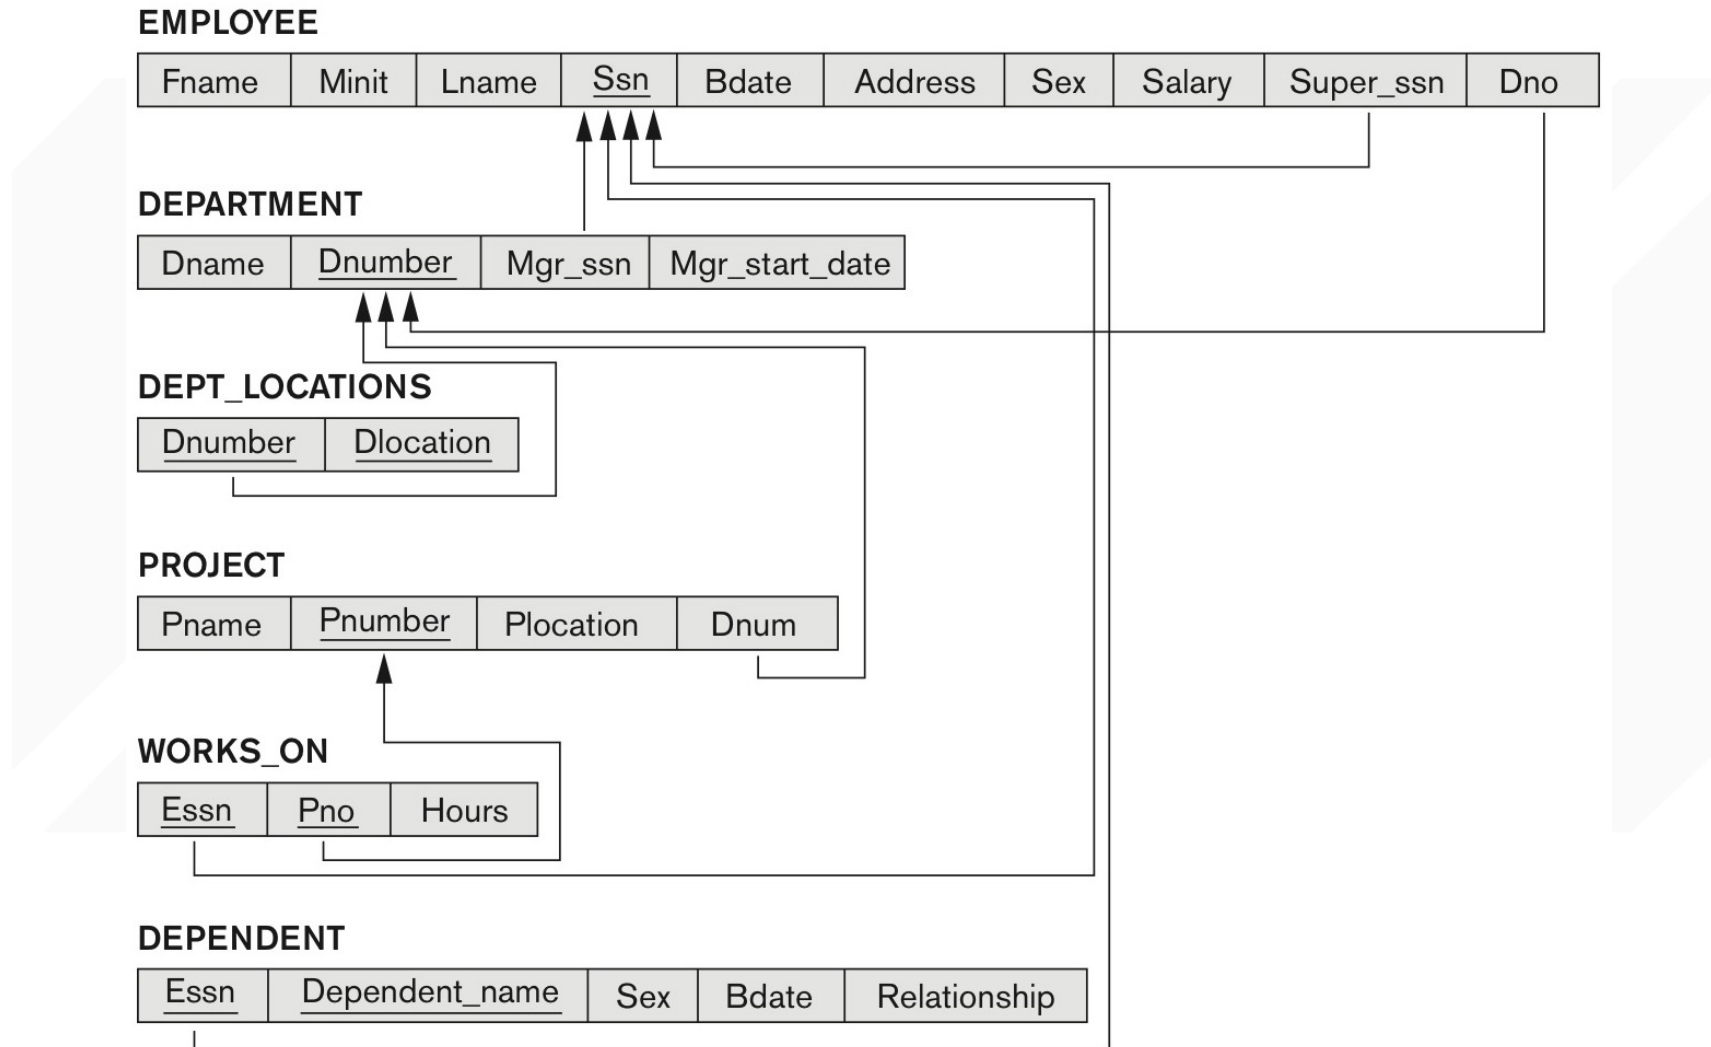 EMPLOYEE
Fname Minit Lname Ssn Bdate Address Sex Salary Super_ssn Dno
DEPARTMENT
Dname Dnumber Mgr_ssn Mgr_start_date
DEPT_LOCATIONS
Dnumber Dlocation
PROJECT
Pname Pnumber Plocation Dnum
WORKS_ON
Essn Pno Hours
DEPENDENT
Essn Dependent_name Sex Bdate Relationship